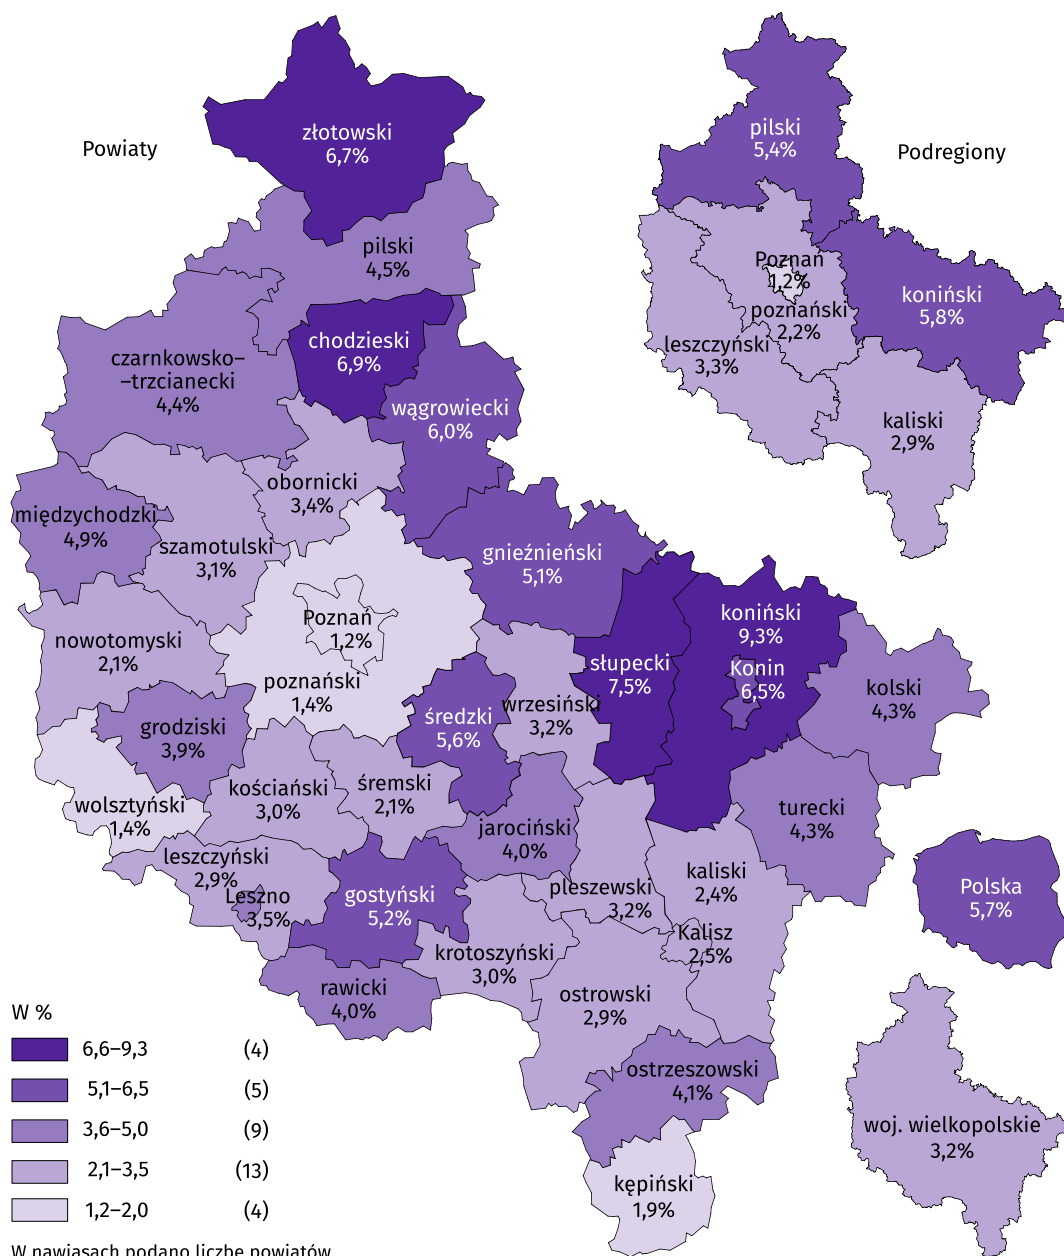 Powiaty
złotowski
6,7%
pilski
4,5%
chodzieski
6,9%
czarnkowsko–
–trzcianecki
4,4%
wągrowiecki
6,0%
obornicki
3,4%
międzychodzki
4,9%
szamotulski
3,1%
gnieźnieński
5,1%
Poznań
1,2%
poznański
1,4%
nowotomyski
2,1%
koniński
9,3%
Konin
6,5%
słupecki
7,5%
kolski
4,3%
wrzesiński
3,2%
średzki
5,6%
grodziski
3,9%
wolsztyński
1,4%
kościański
3,0%
śremski
2,1%
turecki
4,3%
jarociński
4,0%
leszczyński
2,9%
Leszno
3,5%
gostyński
5,2%
pleszewski
3,2%
kaliski
2,4%
Kalisz
2,5%
krotoszyński
3,0%
rawicki
4,0%
ostrowski
2,9%
ostrzeszowski
4,1%
kępiński
1,9%
Podregiony
pilski
5,4%
Poznań
1,2%
poznański
2,2%
koniński
5,8%
leszczyński
3,3%
kaliski
2,9%
Polska
5,7%
woj. wielkopolskie
3,2%
W %
6,6–9,3 (4)
5,1–6,5 (5)
3,6–5,0 (9)
2,1–3,5 (13)
1,2–2,0 (4)
W nawiasach podano liczbę powiatów